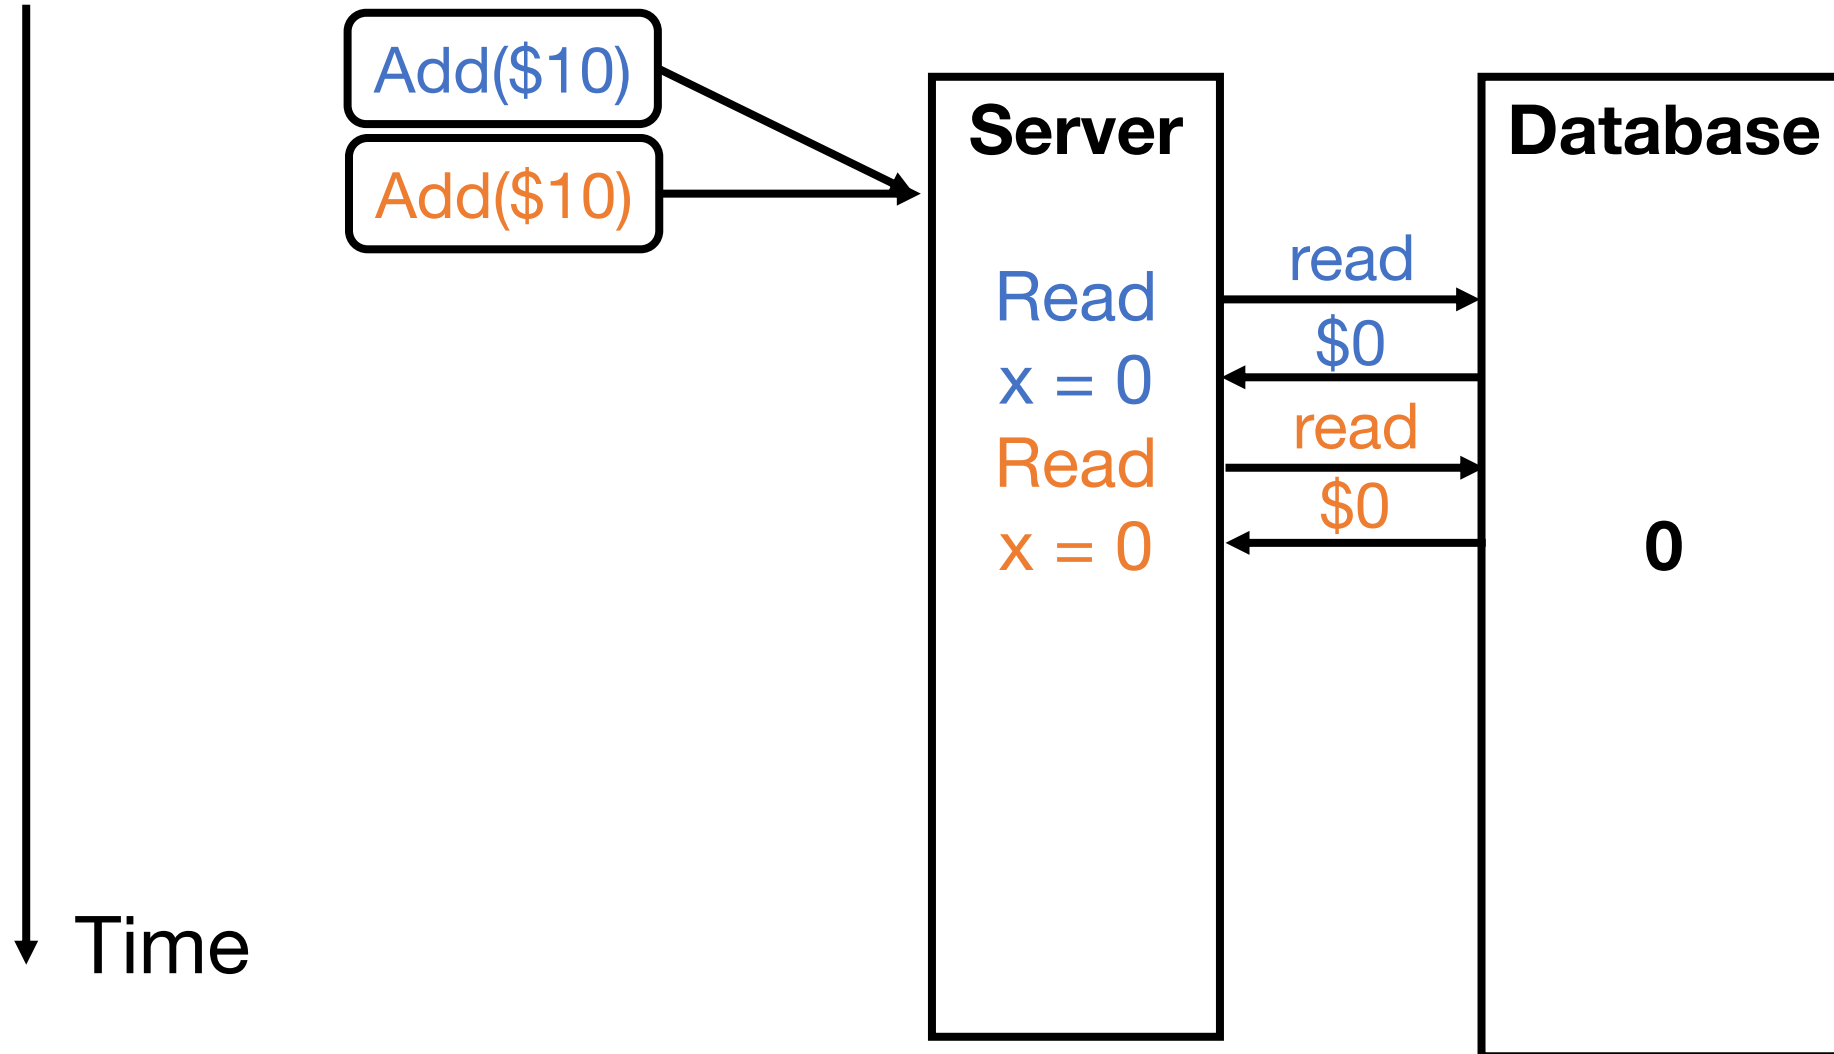 Add($10)
Add($10)
Server
Database
Read
read
x = 0
$0
Read
read
x = 0
$0
0
Time